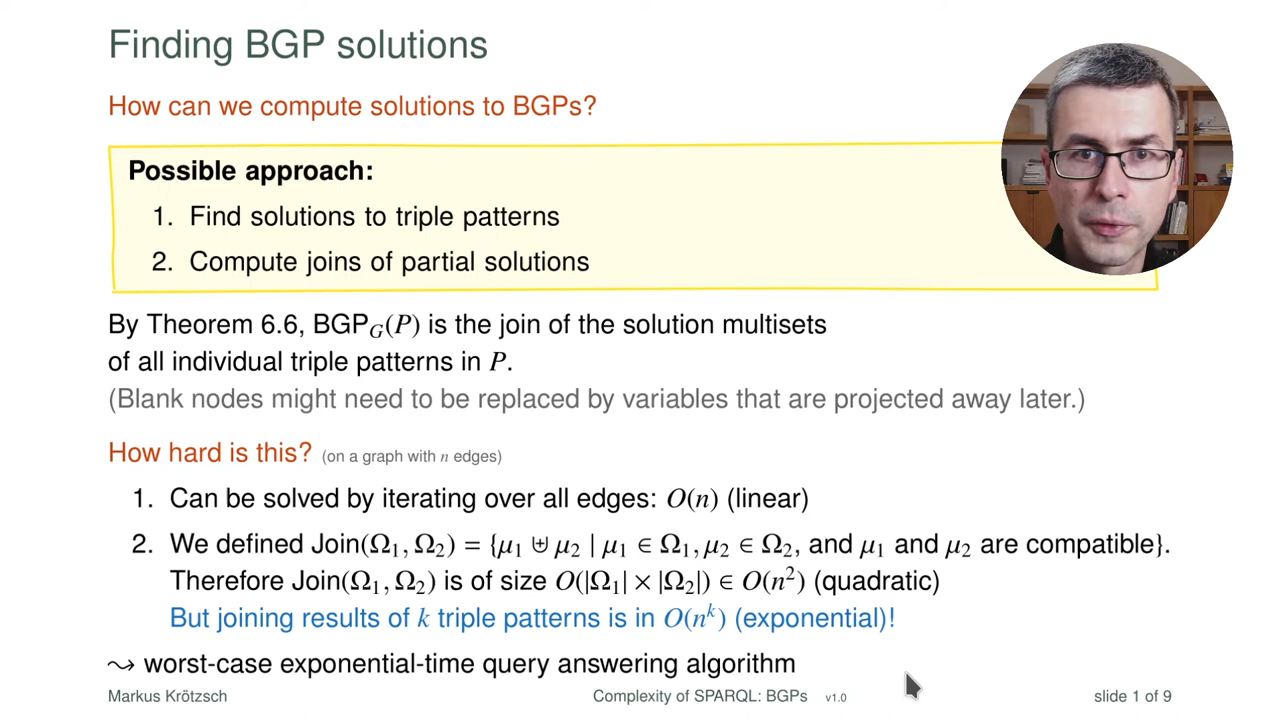 Finding BGP solutions
How can we compute solutions to BGPs?
Possible approach:
1. Find solutions to triple patterns
2. Compute joins of partial solutions
By Theorem 6.6, BGP_G(P) is the join of the solution multisets
of all individual triple patterns in P.
(Blank nodes might need to be replaced by variables that are projected away later.)
How hard is this? (on a graph with n edges)
1. Can be solved by iterating over all edges: O(n) (linear)
2. We defined Join(Ω₁, Ω₂) = {μ₁ ⊎ μ₂ | μ₁ ∈ Ω₁, μ₂ ∈ Ω₂, and μ₁ and μ₂ are compatible}.
Therefore Join(Ω₁, Ω₂) is of size O(|Ω₁| × |Ω₂|) ∈ O(n²) (quadratic)
But joining results of k triple patterns is in O(nᵏ) (exponential)!
⤳ worst-case exponential-time query answering algorithm
Markus Krötzsch Complexity of SPARQL: BGPs v1.0 slide 1 of 9